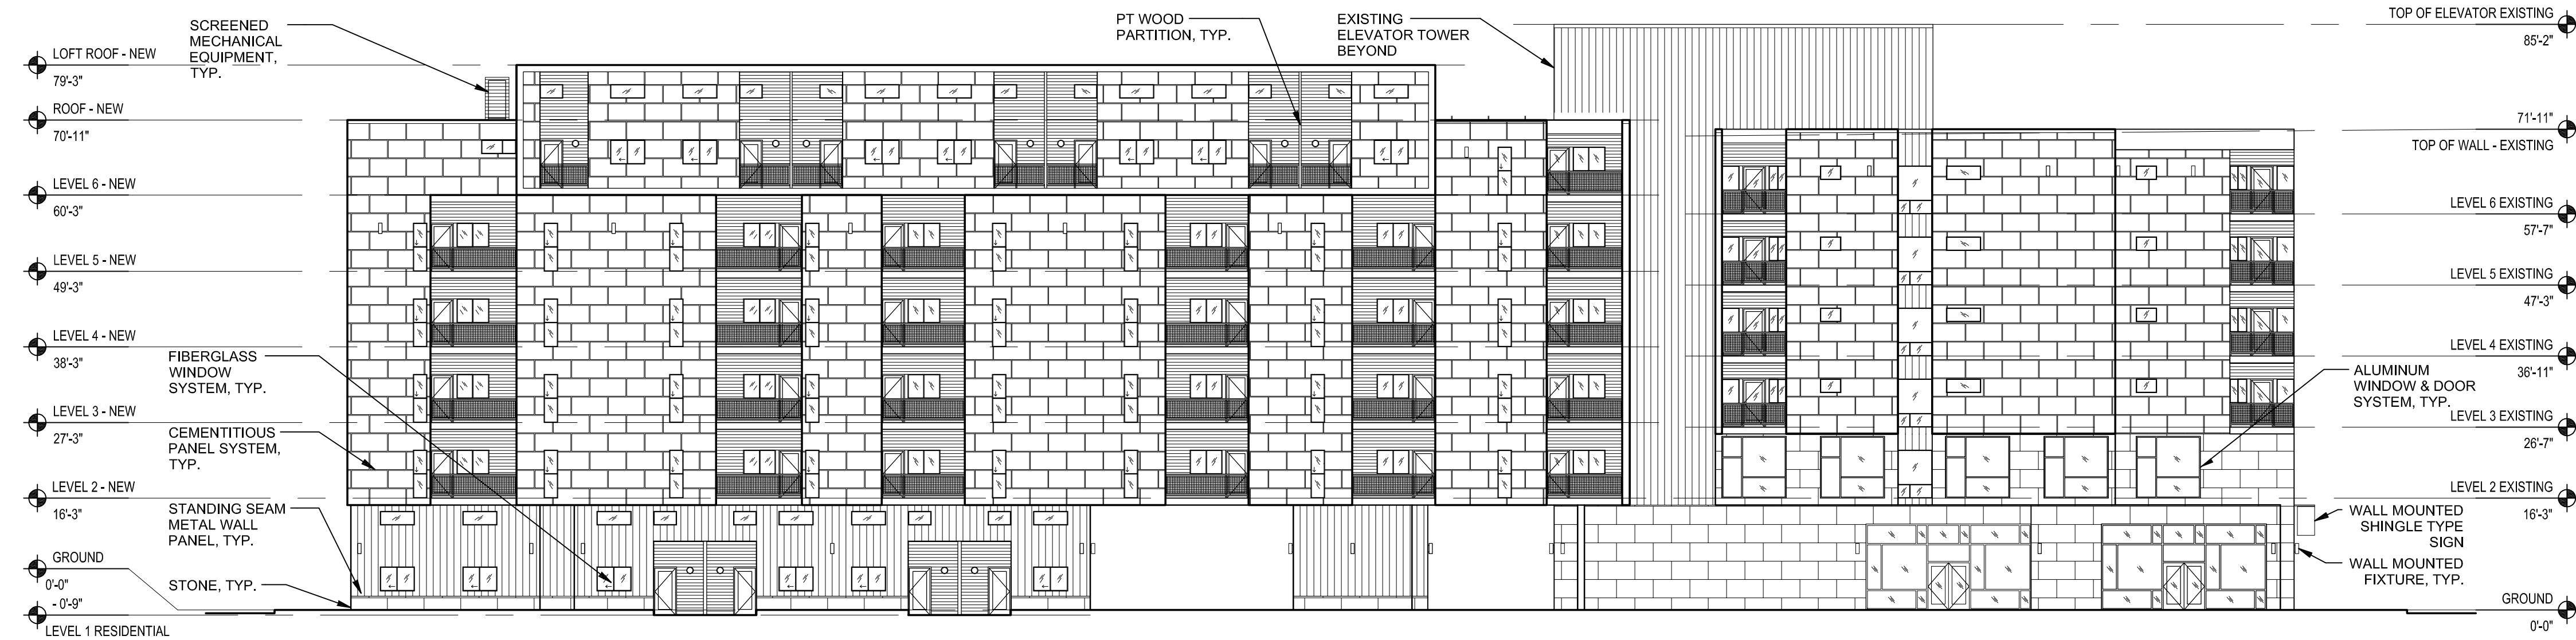 SCREENED
MECHANICAL
EQUIPMENT,
TYP.
PT WOOD
PARTITION, TYP.
EXISTING
ELEVATOR TOWER
BEYOND
TOP OF ELEVATOR EXISTING
85'-2"
LOFT ROOF - NEW
79'-3"
ROOF - NEW
70'-11"
71'-11"
TOP OF WALL - EXISTING
LEVEL 6 - NEW
60'-3"
LEVEL 6 EXISTING
57'-7"
LEVEL 5 - NEW
49'-3"
LEVEL 5 EXISTING
47'-3"
LEVEL 4 - NEW
38'-3"
LEVEL 4 EXISTING
36'-11"
FIBERGLASS
WINDOW
SYSTEM, TYP.
ALUMINUM
WINDOW & DOOR
SYSTEM, TYP.
LEVEL 3 - NEW
27'-3"
LEVEL 3 EXISTING
26'-7"
CEMENTITIOUS
PANEL SYSTEM,
TYP.
LEVEL 2 - NEW
16'-3"
LEVEL 2 EXISTING
16'-3"
STANDING SEAM
METAL WALL
PANEL, TYP.
WALL MOUNTED
SHINGLE TYPE
SIGN
GROUND
0'-0"
STONE, TYP.
WALL MOUNTED
FIXTURE, TYP.
- 0'-9"
LEVEL 1 RESIDENTIAL
GROUND
0'-0"